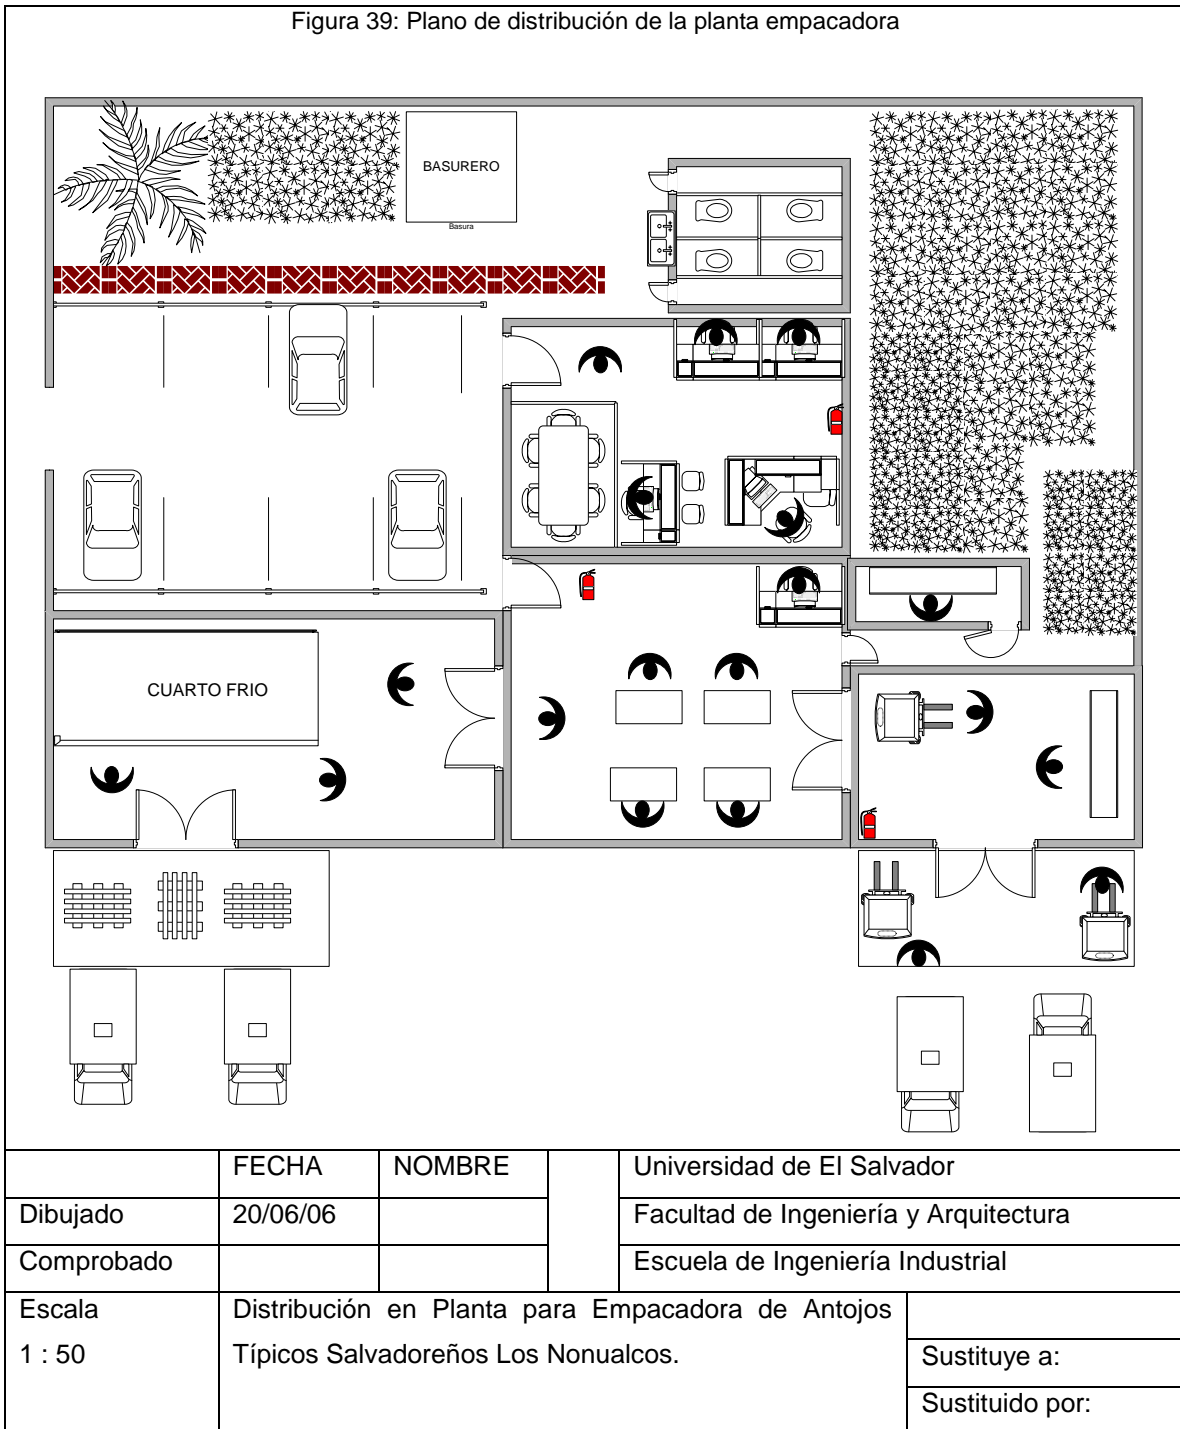 Figura 39: Plano de distribución de la planta empacadora
BASURERO
Basura
CUARTO FRIO
FECHA NOMBRE Universidad de El Salvador
Dibujado 20/06/06 Facultad de Ingeniería y Arquitectura
Comprobado Escuela de Ingeniería Industrial
Escala Distribución en Planta para Empacadora de Antojos
1 : 50 Típicos Salvadoreños Los Nonualcos.
Sustituye a:
Sustituido por: